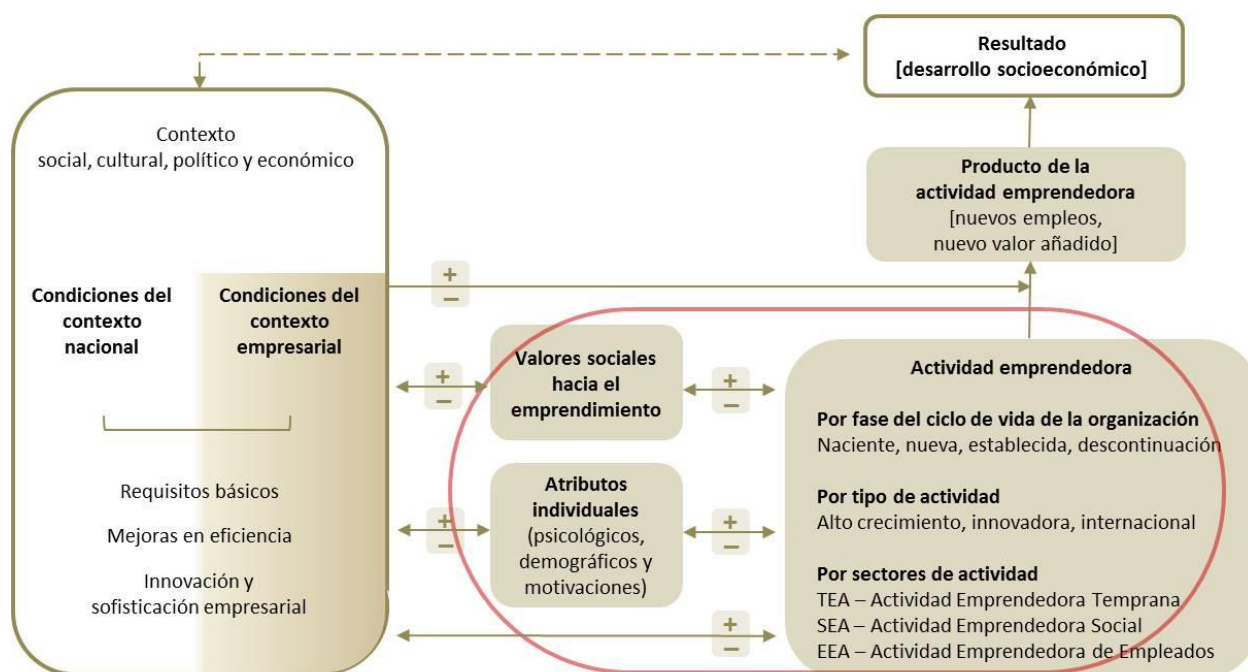 Resultado
[desarrollo socioeconómico]
Contexto
social, cultural, político y económico
Producto de la
actividad emprendedora
[nuevos empleos,
nuevo valor añadido]
Condiciones del
contexto
nacional
Condiciones del
contexto
empresarial
+
−
Valores sociales
hacia el
emprendimiento
+
−
+
−
Actividad emprendedora
Por fase del ciclo de vida de la organización
Naciente, nueva, establecida, descontinuación
Requisitos básicos
Mejoras en eficiencia
Innovación y
sofisticación empresarial
Atributos
individuales
(psicológicos,
demográficos y
motivaciones)
+
−
+
−
Por tipo de actividad
Alto crecimiento, innovadora, internacional
Por sectores de actividad
TEA – Actividad Emprendedora Temprana
SEA – Actividad Emprendedora Social
EEA – Actividad Emprendedora de Empleados
+
−